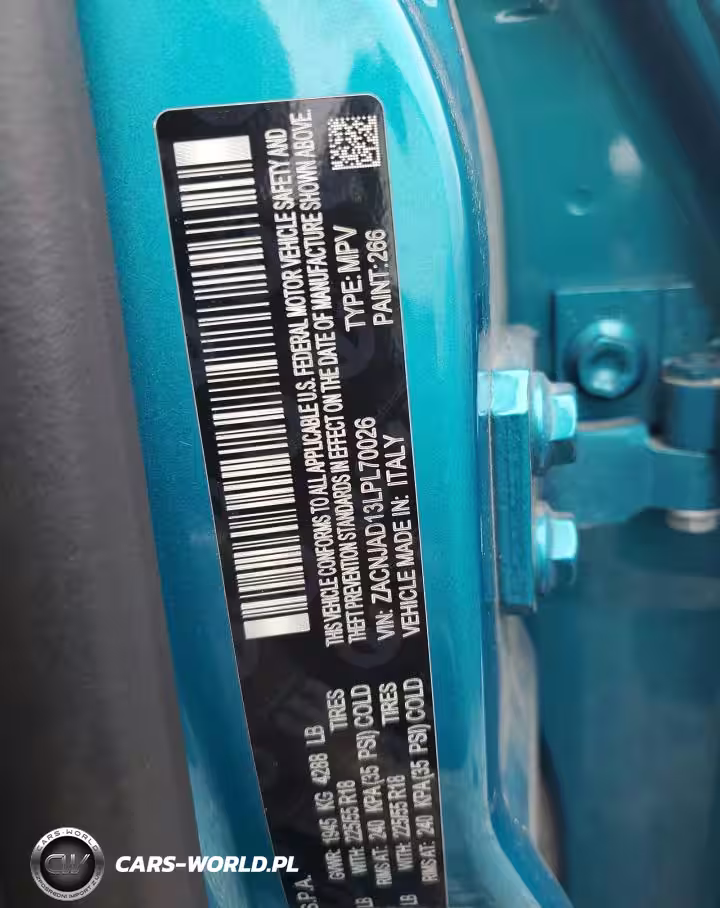 THIS VEHICLE CONFORMS TO ALL APPLICABLE U.S. FEDERAL MOTOR VEHICLE SAFETY AND
THEFT PREVENTION STANDARDS IN EFFECT ON THE DATE OF MANUFACTURE SHOWN ABOVE.
VIN: ZACNJAD13LPL70026 TYPE: MPV
VEHICLE MADE IN: ITALY PAINT: 266
S.P.A.
GVWR: 1945 KG 4288 LB
WITH: 225/55 R18 TIRES
RIMS AT: 240 KPA (35 PSI) COLD
WITH: 225/55 R18 TIRES
RIMS AT: 240 KPA (35 PSI) COLD
LB
LB
CW
CARS-WORLD.PL